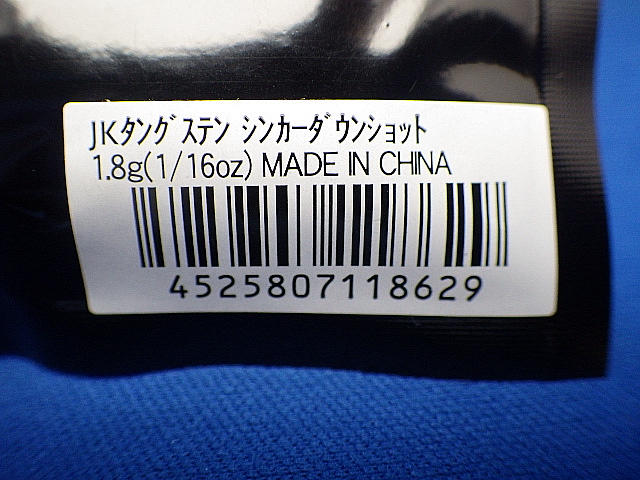 JKﾀﾝｸﾞｽﾃﾝ ｼﾝｶｰﾀﾞｳﾝｼｮｯﾄ
1.8g(1/16oz) MADE IN CHINA
4525807118629